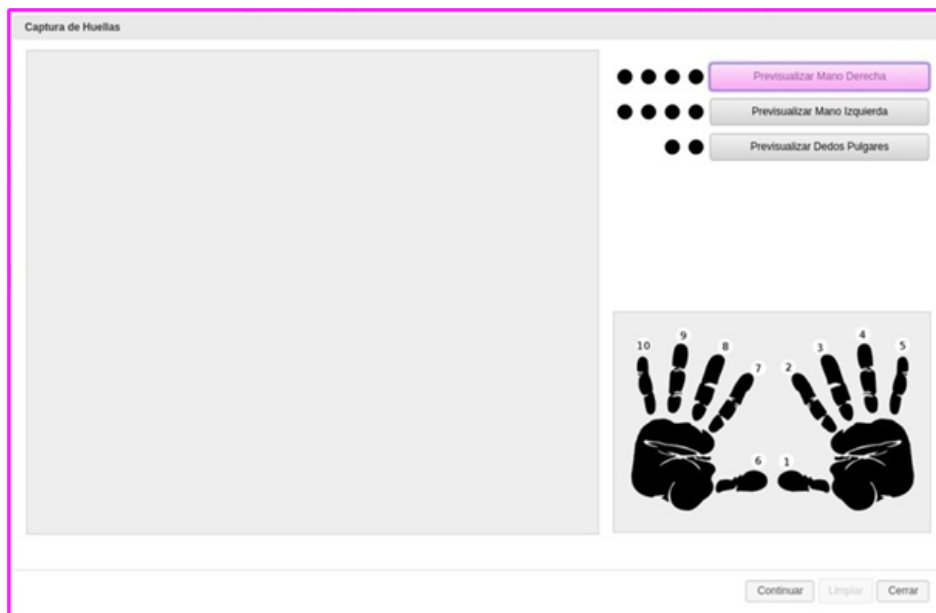 Captura de Huellas
Previsualizar Mano Derecha
Previsualizar Mano Izquierda
Previsualizar Dedos Pulgares
10 9 8 7 2 3 4 5
6 1
Continuar Limpiar Cerrar